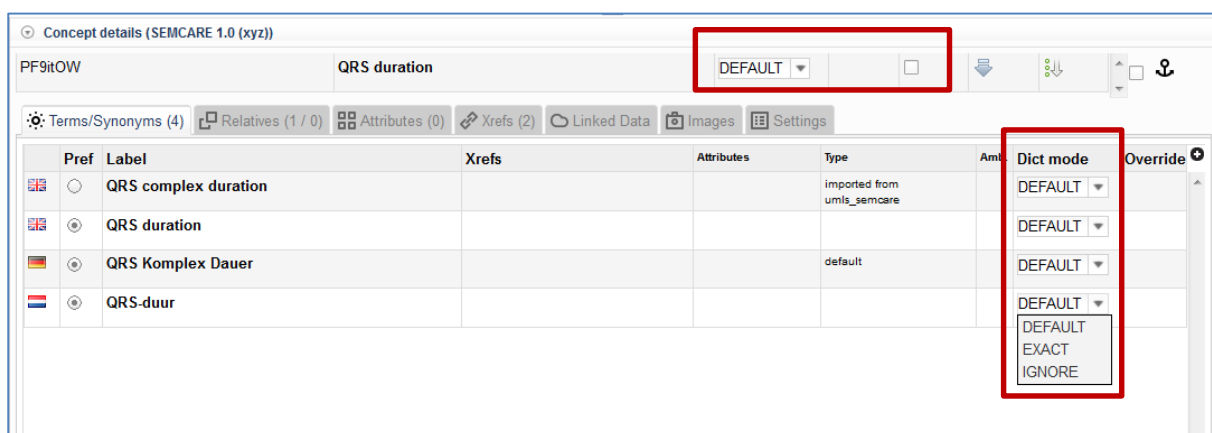 Concept details (SEMCARE 1.0 (xyz))
PF9itOW QRS duration DEFAULT
Terms/Synonyms (4) Relatives (1 / 0) Attributes (0) Xrefs (2) Linked Data Images Settings
Pref Label Xrefs Attributes Type Amb. Dict mode Override
QRS complex duration imported from DEFAULT
umls_semcare
QRS duration DEFAULT
QRS Komplex Dauer default DEFAULT
QRS-duur DEFAULT
DEFAULT
EXACT
IGNORE